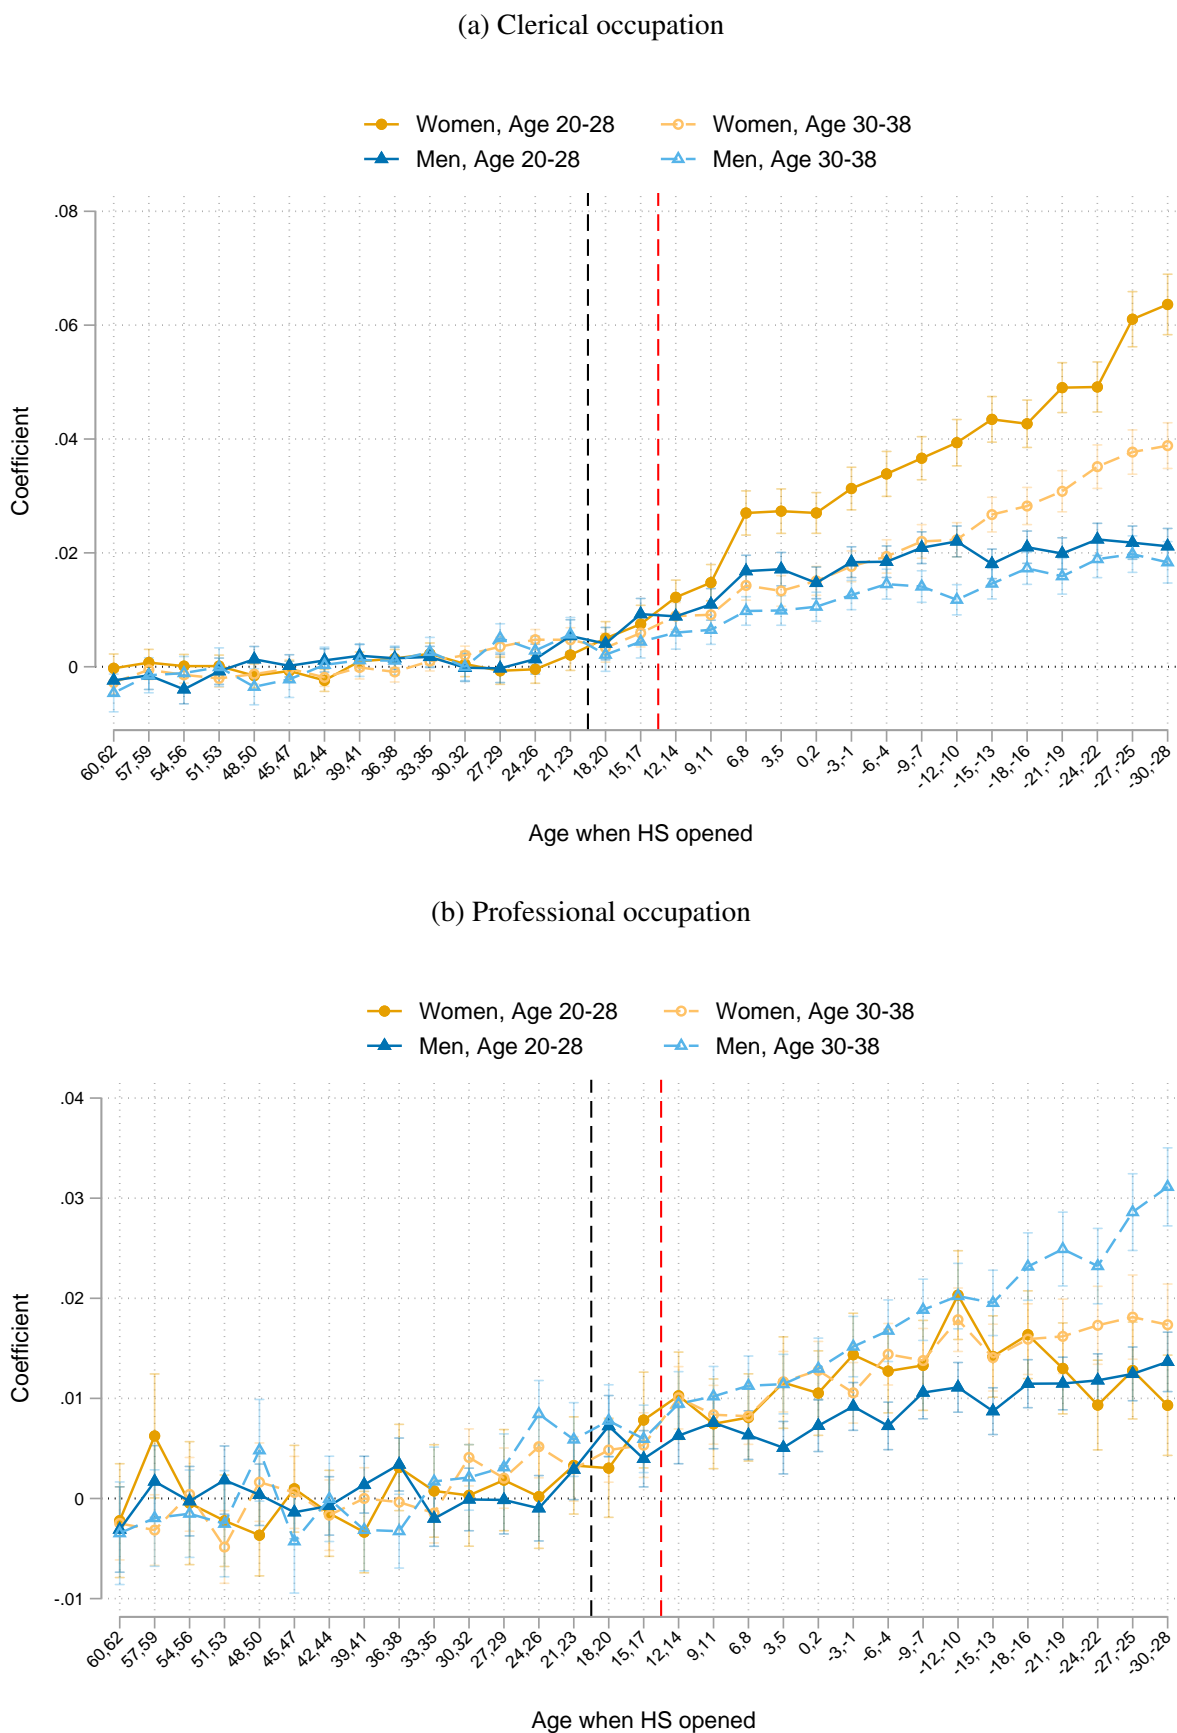 (a) Clerical occupation
Women, Age 20-28 Women, Age 30-38
Men, Age 20-28 Men, Age 30-38
.08
.06
.04
.02
0
Coefficient
60,62 57,59 54,56 51,53 48,50 45,47 42,44 39,41 36,38 33,35 30,32 27,29 24,26 21,23 18,20 15,17 12,14 9,11 6,8 3,5 0,2 -3,-1 -6,-4 -9,-7 -12,-10 -15,-13 -18,-16 -21,-19 -24,-22 -27,-25 -30,-28
Age when HS opened
(b) Professional occupation
Women, Age 20-28 Women, Age 30-38
Men, Age 20-28 Men, Age 30-38
.04
.03
.02
.01
0
-.01
Coefficient
60,62 57,59 54,56 51,53 48,50 45,47 42,44 39,41 36,38 33,35 30,32 27,29 24,26 21,23 18,20 15,17 12,14 9,11 6,8 3,5 0,2 -3,-1 -6,-4 -9,-7 -12,-10 -15,-13 -18,-16 -21,-19 -24,-22 -27,-25 -30,-28
Age when HS opened